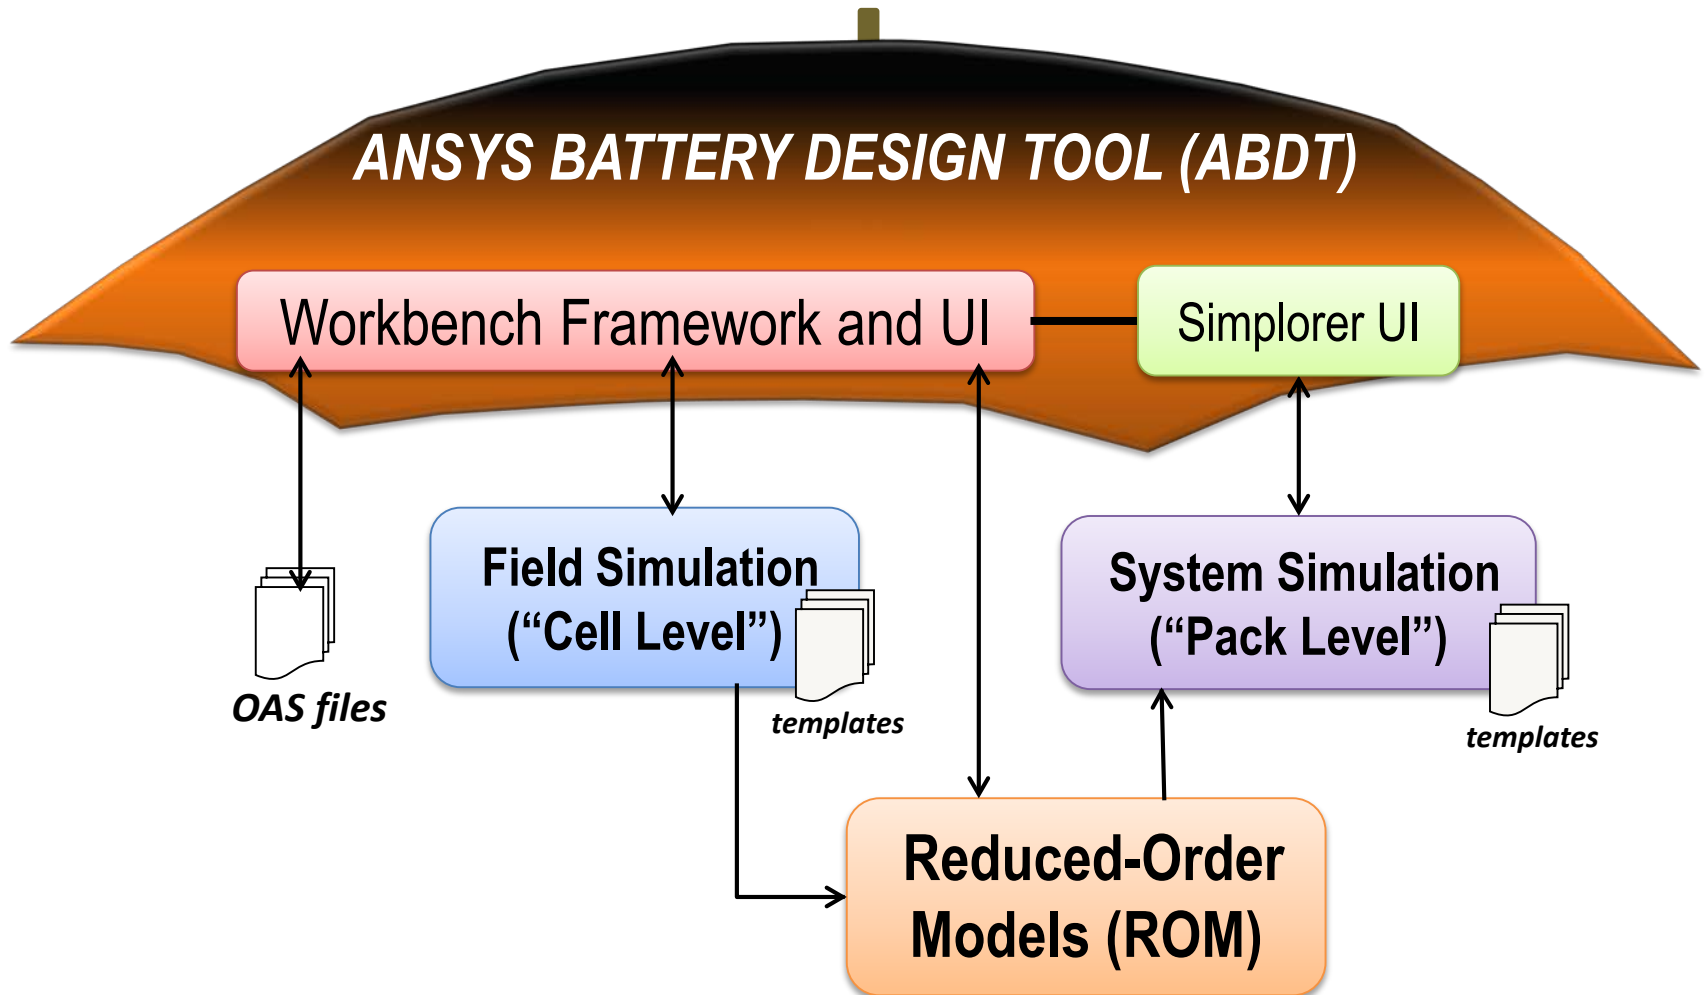 ANSYS BATTERY DESIGN TOOL (ABDT)
Workbench Framework and UI
Simplorer UI
Field Simulation
(“Cell Level”)
templates
System Simulation
(“Pack Level”)
templates
OAS files
Reduced-Order
Models (ROM)